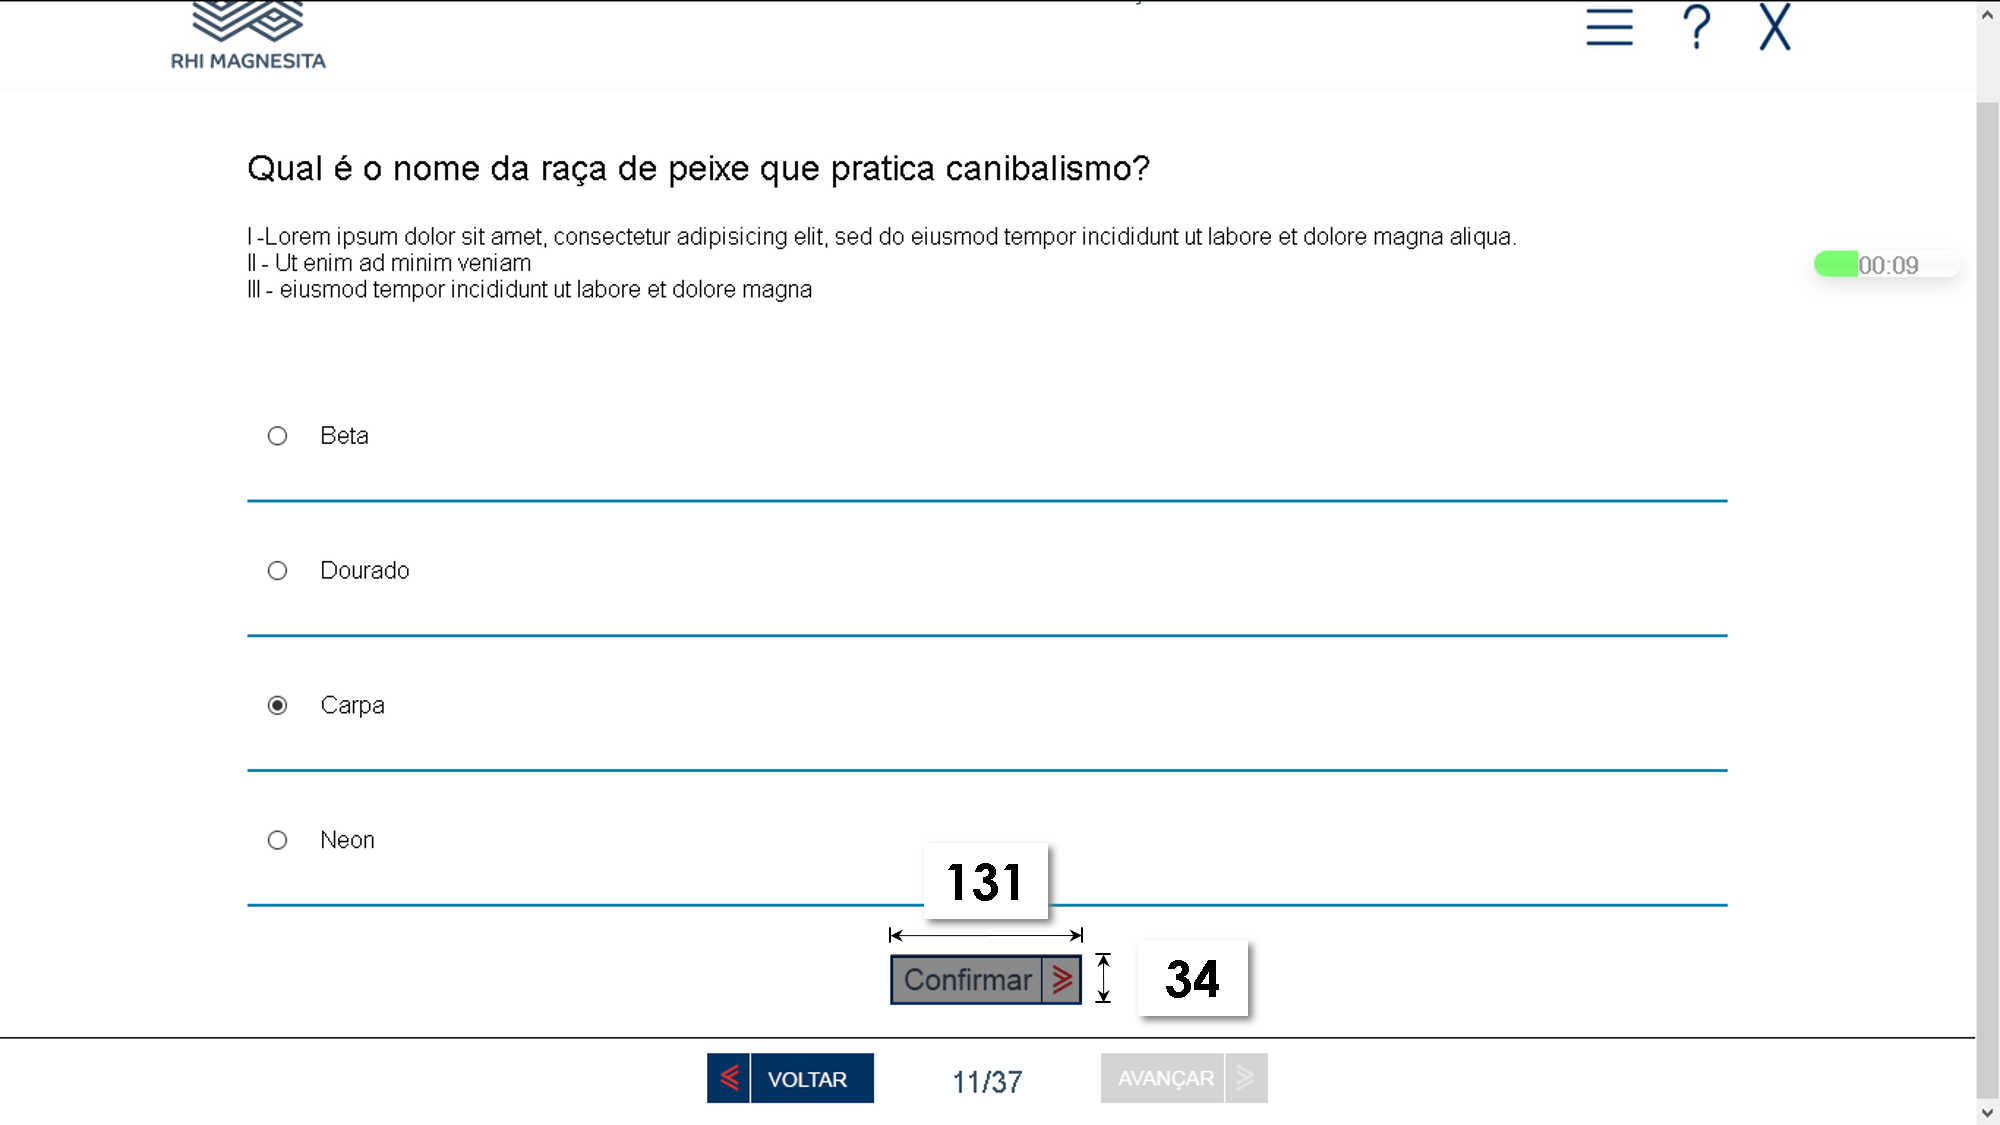 RHI MAGNESITA
? X
Qual é o nome da raça de peixe que pratica canibalismo?
I -Lorem ipsum dolor sit amet, consectetur adipisicing elit, sed do eiusmod tempor incididunt ut labore et dolore magna aliqua.
II - Ut enim ad minim veniam
III - eiusmod tempor incididunt ut labore et dolore magna
00:09
Beta
Dourado
Carpa
Neon
131
Confirmar
34
VOLTAR
11/37
AVANÇAR